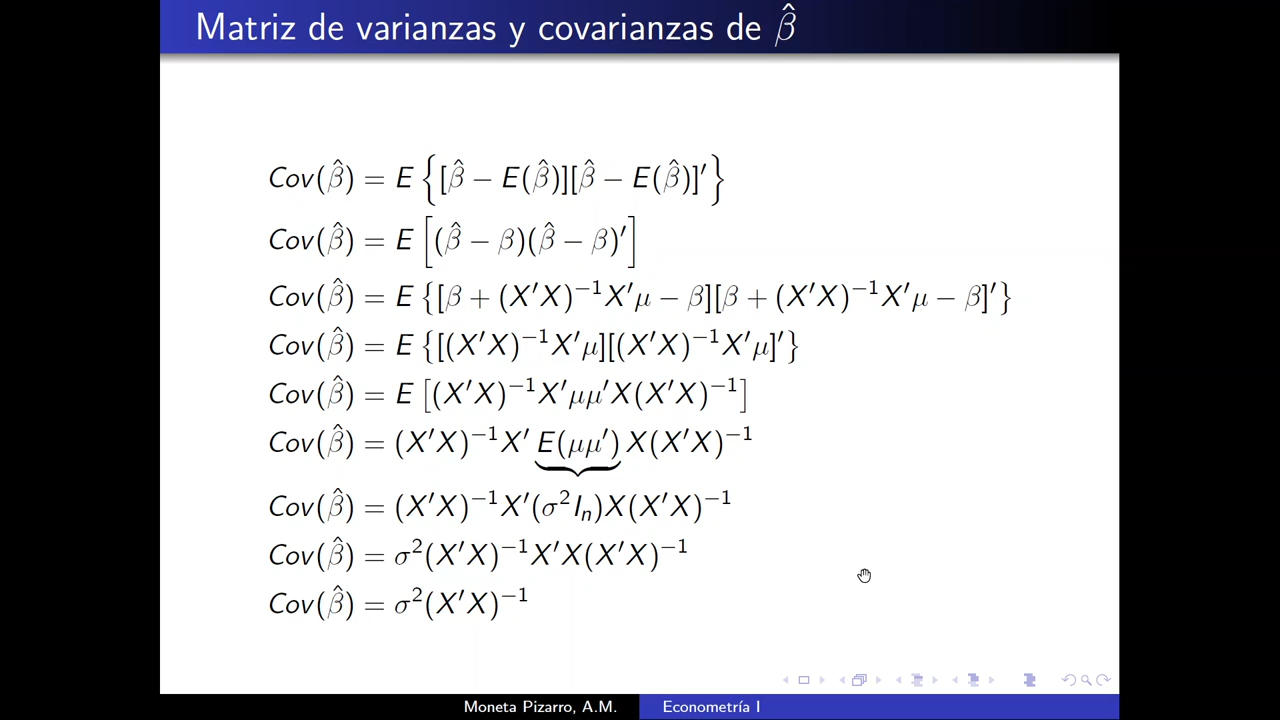 Matriz de varianzas y covarianzas de β̂
Cov(β̂) = E {[β̂ − E(β̂)][β̂ − E(β̂)]′}
Cov(β̂) = E [(β̂ − β)(β̂ − β)′]
Cov(β̂) = E {[β + (X′X)⁻¹X′μ − β][β + (X′X)⁻¹X′μ − β]′}
Cov(β̂) = E {[(X′X)⁻¹X′μ][(X′X)⁻¹X′μ]′}
Cov(β̂) = E [(X′X)⁻¹X′μμ′X(X′X)⁻¹]
Cov(β̂) = (X′X)⁻¹X′ E(μμ′) X(X′X)⁻¹
Cov(β̂) = (X′X)⁻¹X′(σ²Iₙ)X(X′X)⁻¹
Cov(β̂) = σ²(X′X)⁻¹X′X(X′X)⁻¹
Cov(β̂) = σ²(X′X)⁻¹
Moneta Pizarro, A.M. Econometría I